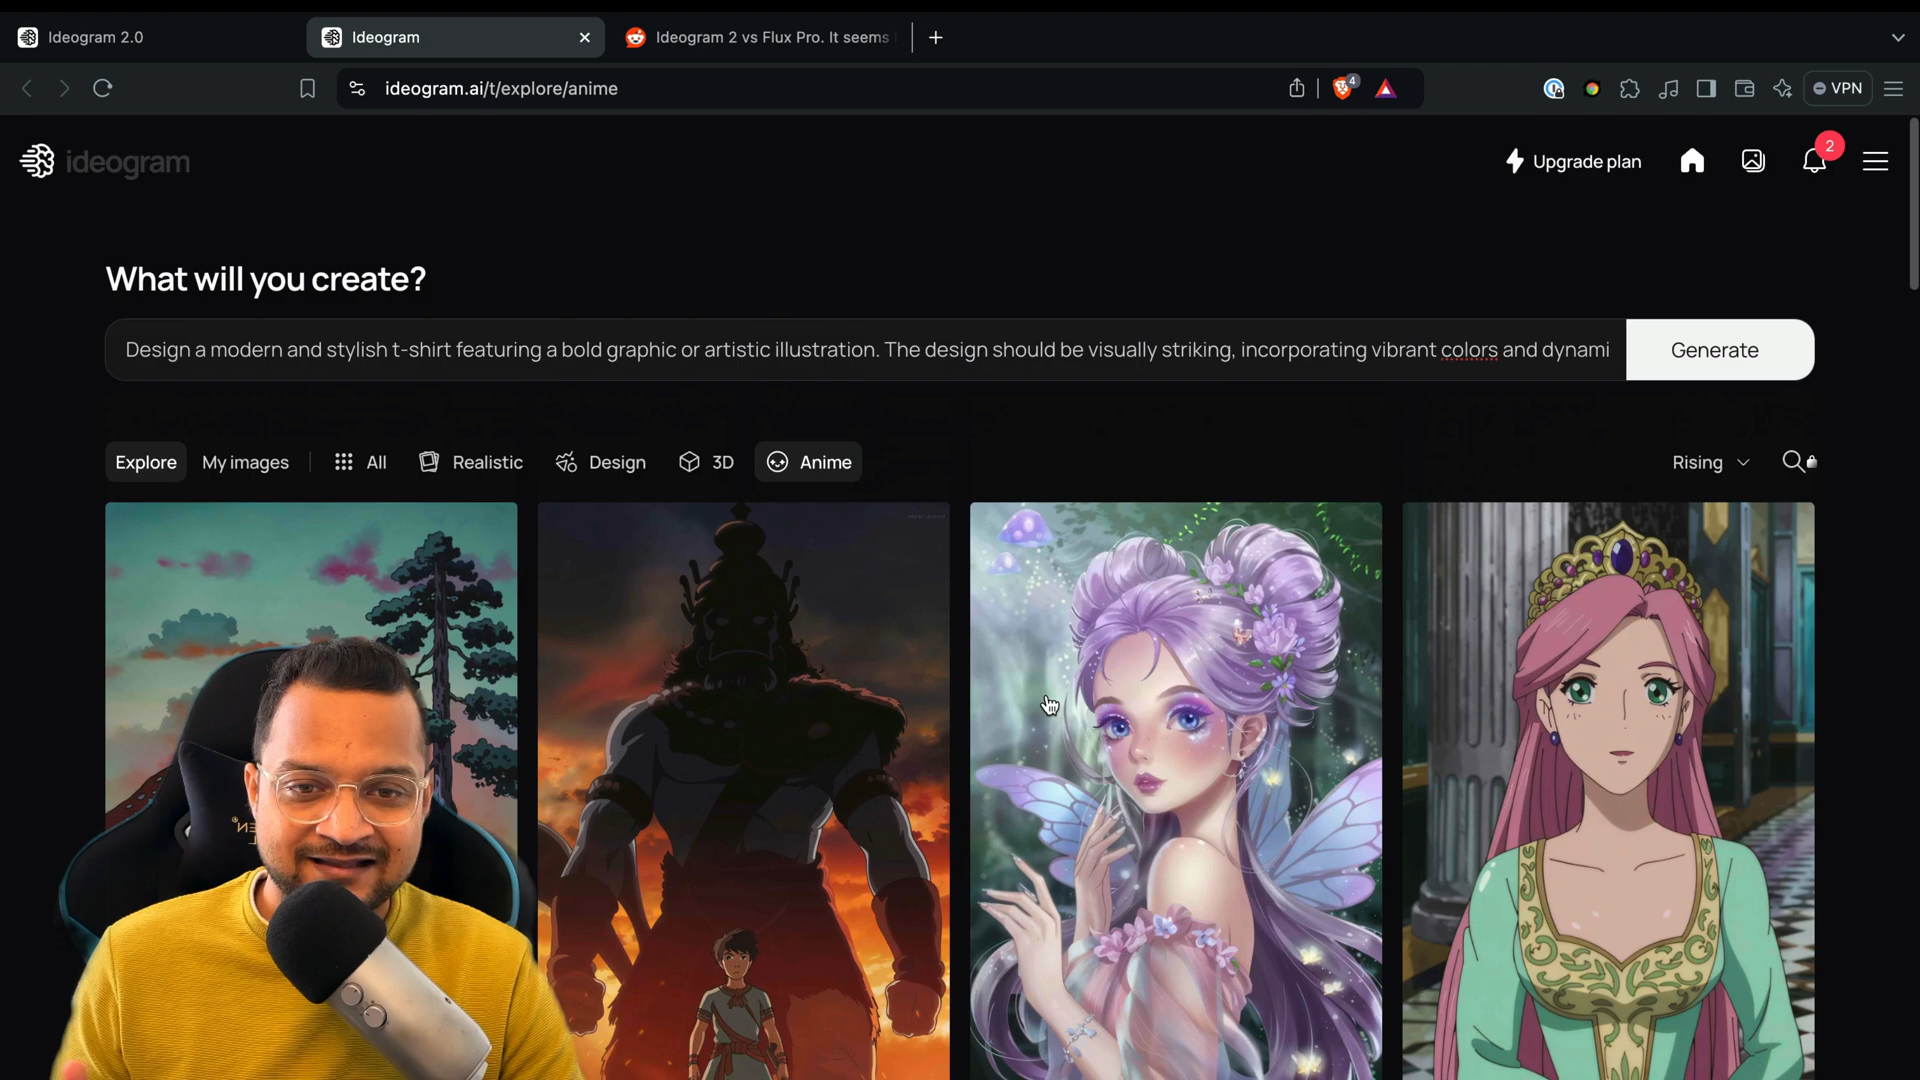 Ideogram 2.0
Ideogram
Ideogram 2 vs Flux Pro. It seems
ideogram.ai/t/explore/anime
4
VPN
ideogram
Upgrade plan
2
What will you create?
Design a modern and stylish t-shirt featuring a bold graphic or artistic illustration. The design should be visually striking, incorporating vibrant colors and dynami
Generate
Explore
My images
All
Realistic
Design
3D
Anime
Rising